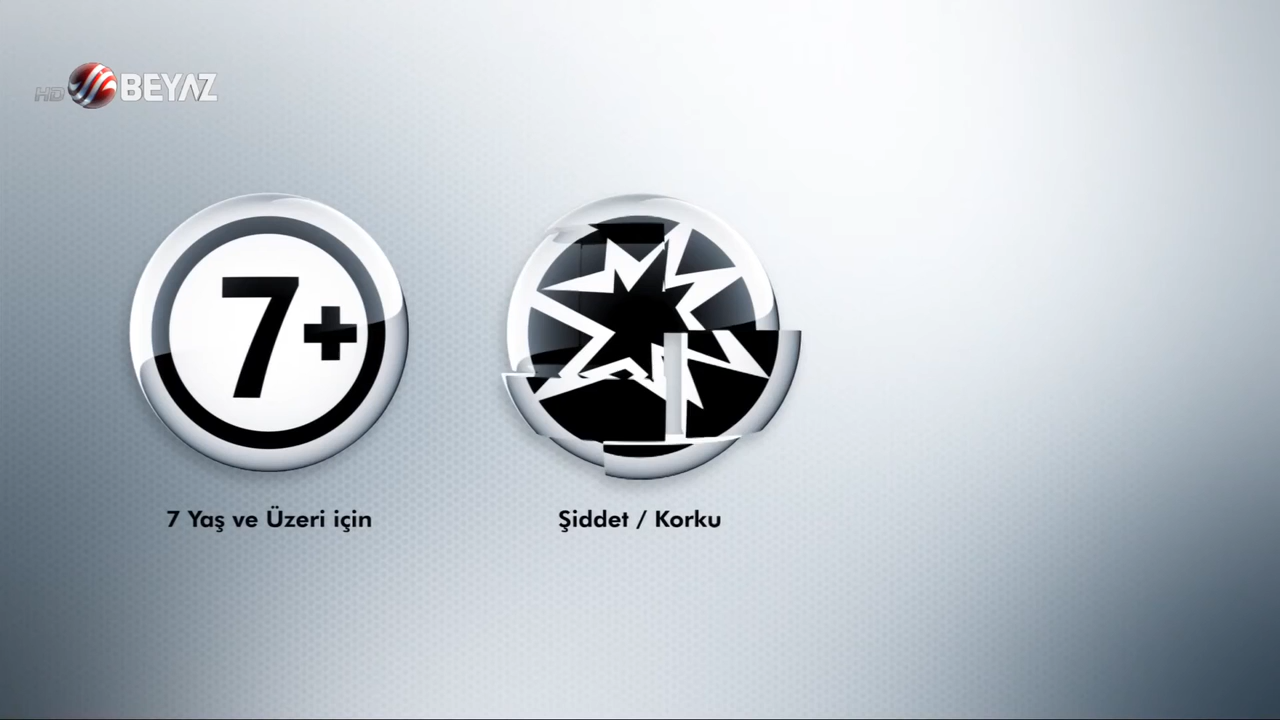 HD BEYAZ
7+
7 Yaş ve Üzeri için
Şiddet / Korku